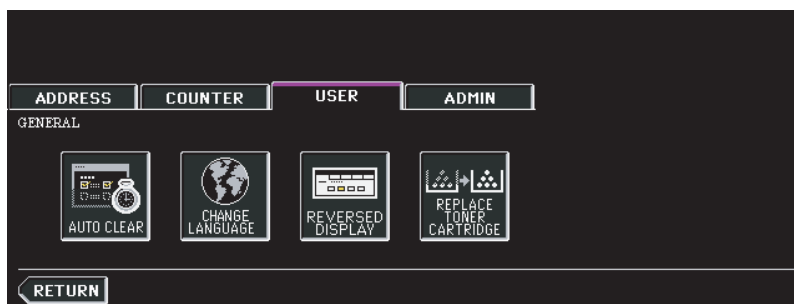 ADDRESS COUNTER USER ADMIN
GENERAL
AUTO CLEAR
CHANGE
LANGUAGE
REVERSED
DISPLAY
REPLACE
TONER
CARTRIDGE
RETURN